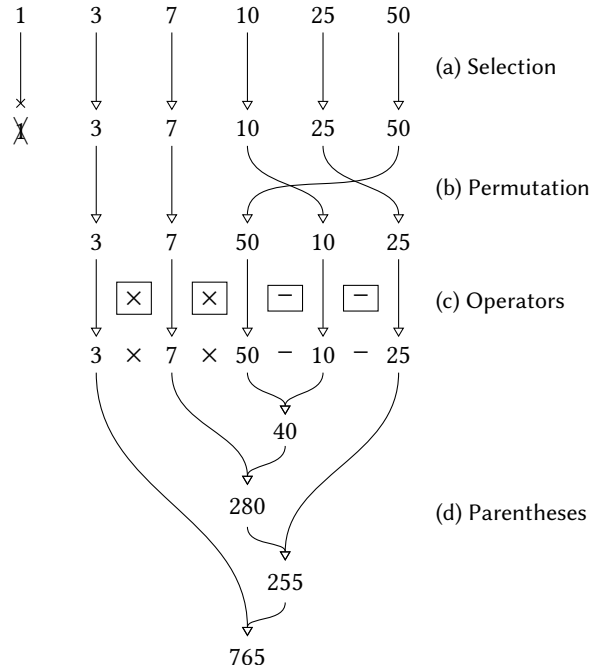 1 3 7 10 25 50
(a) Selection
1 3 7 10 25 50
(b) Permutation
3 7 50 10 25
× × − −
(c) Operators
3 × 7 × 50 − 10 − 25
40
280
(d) Parentheses
255
765